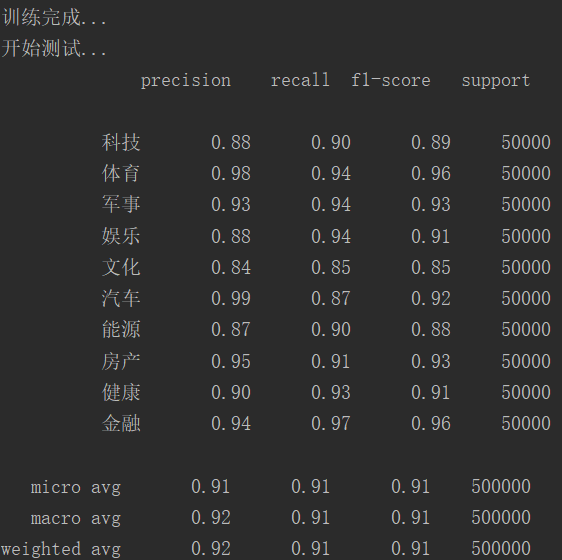 训练完成...
开始测试...
precision recall f1-score support
科技 0.88 0.90 0.89 50000
体育 0.98 0.94 0.96 50000
军事 0.93 0.94 0.93 50000
娱乐 0.88 0.94 0.91 50000
文化 0.84 0.85 0.85 50000
汽车 0.99 0.87 0.92 50000
能源 0.87 0.90 0.88 50000
房产 0.95 0.91 0.93 50000
健康 0.90 0.93 0.91 50000
金融 0.94 0.97 0.96 50000
micro avg 0.91 0.91 0.91 500000
macro avg 0.92 0.91 0.91 500000
weighted avg 0.92 0.91 0.91 500000